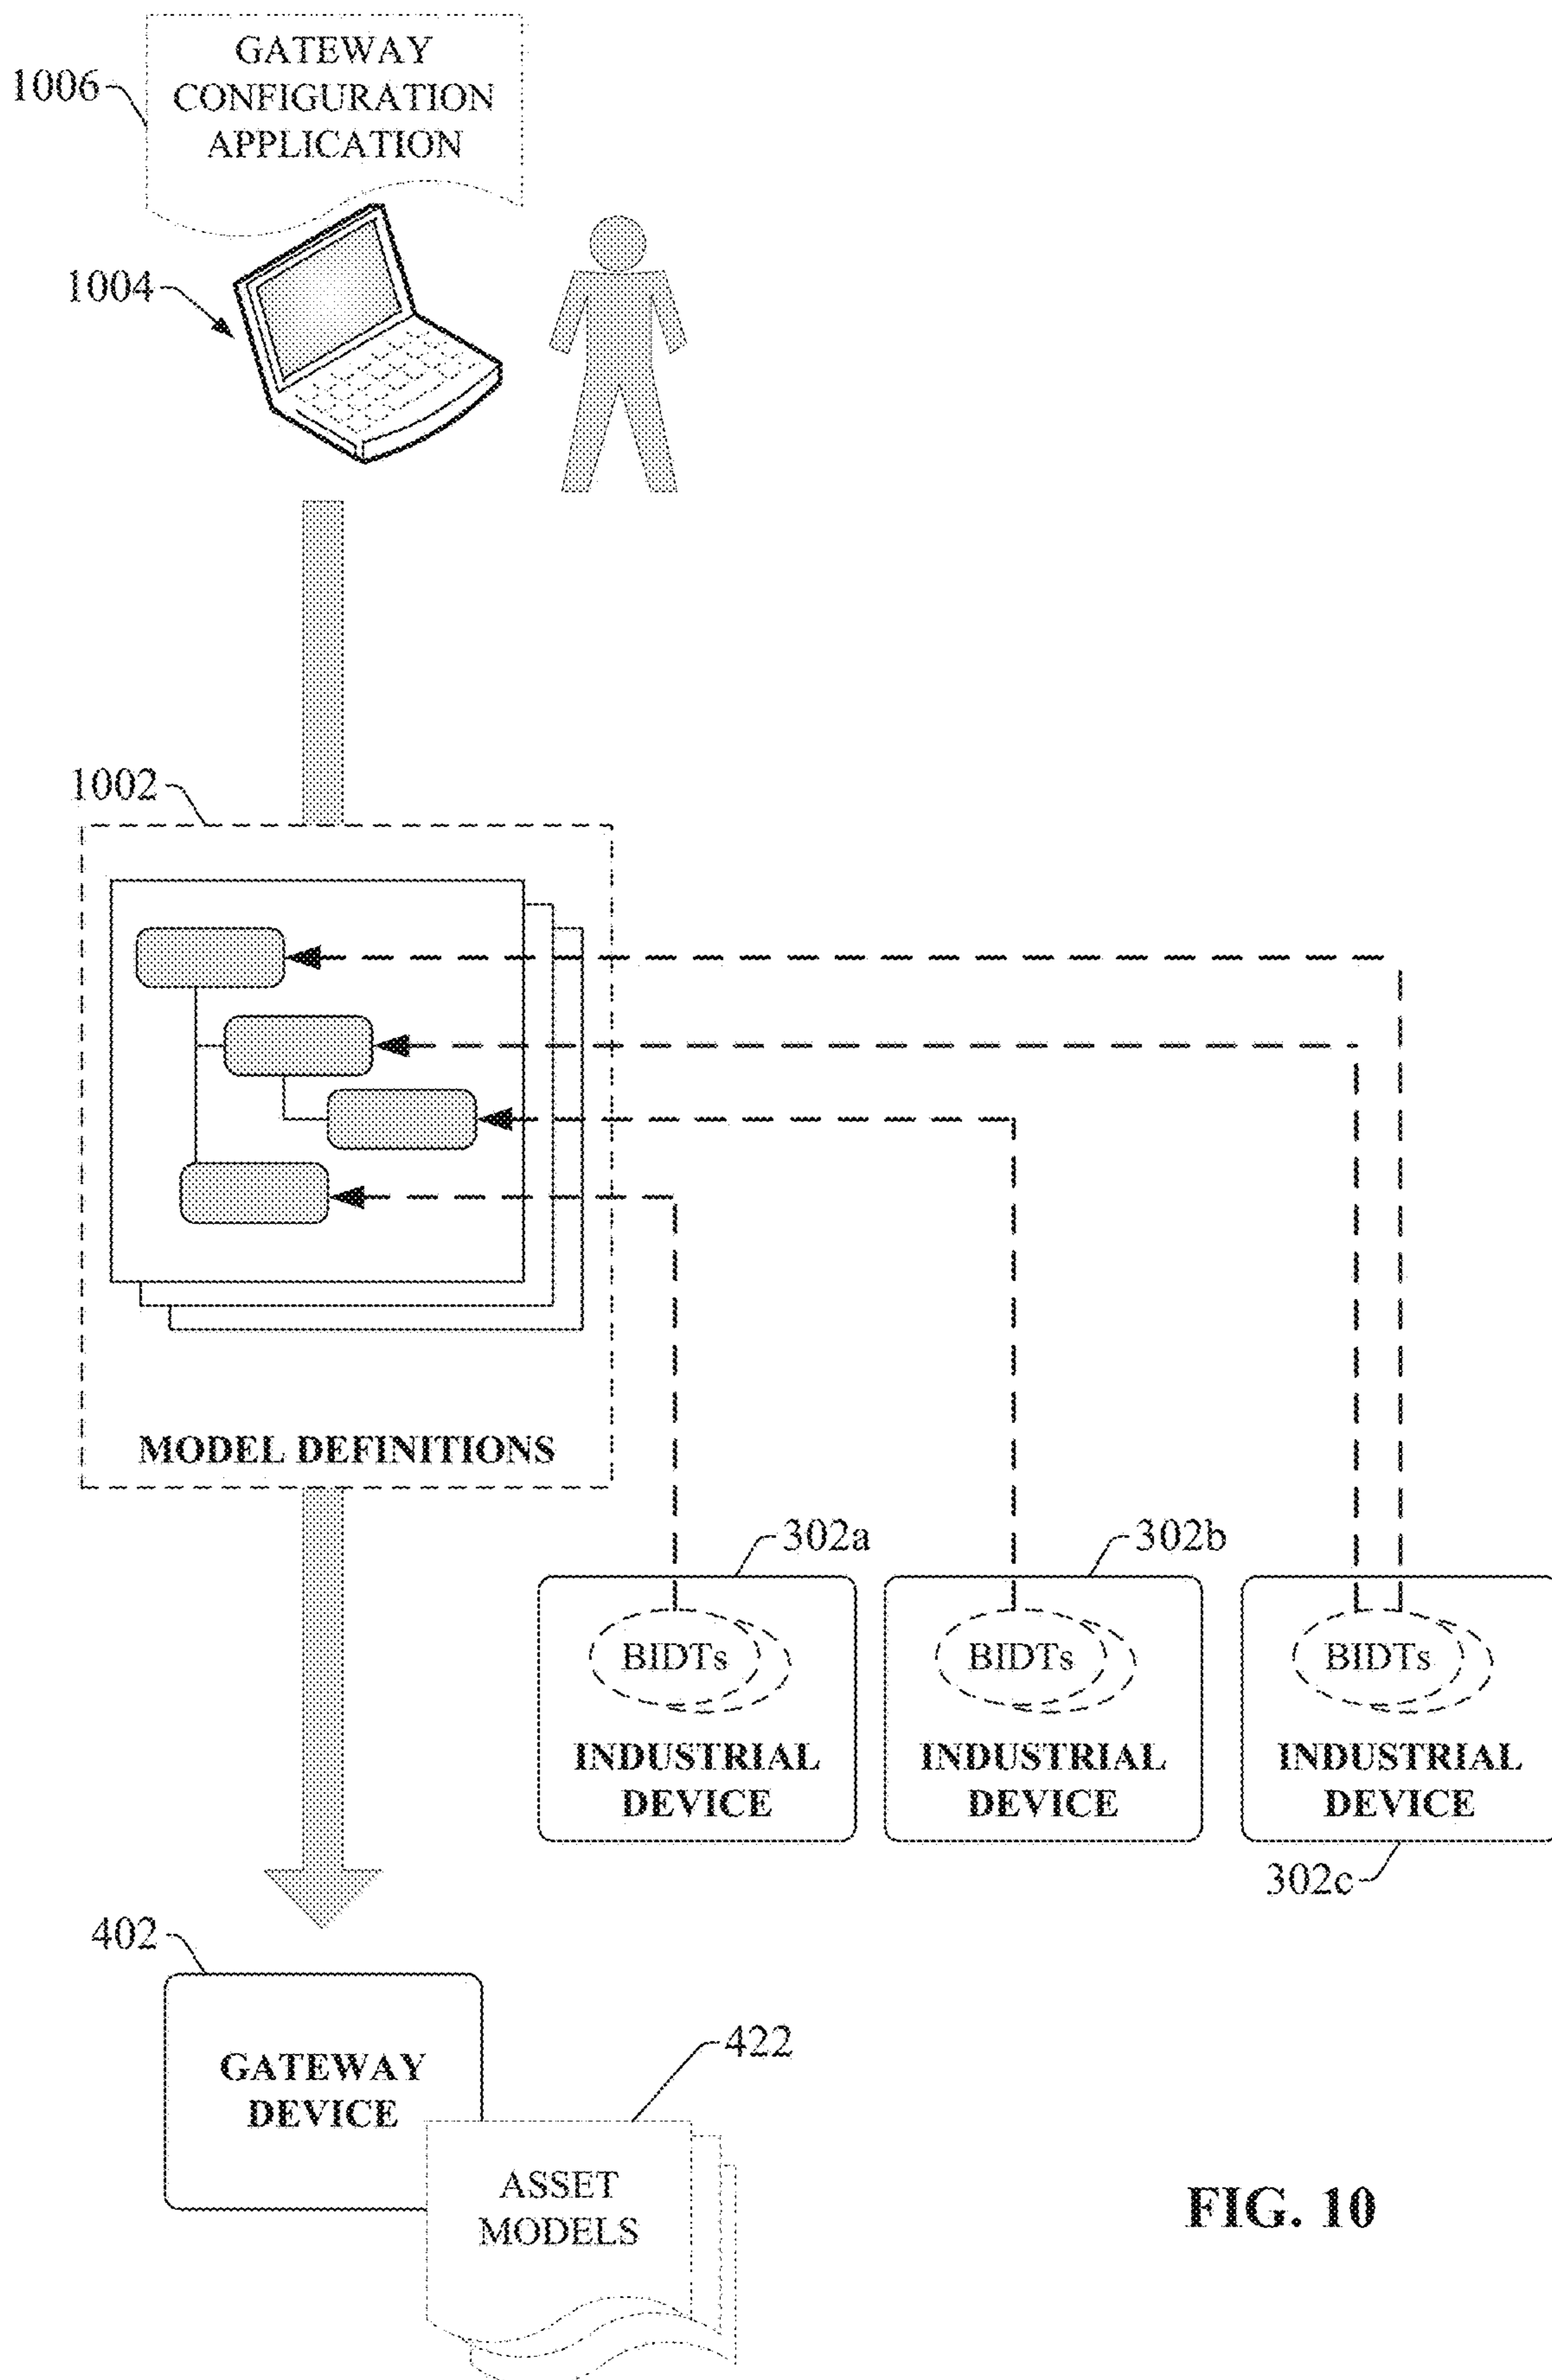 GATEWAY
CONFIGURATION
APPLICATION
1006
1004
1002
MODEL DEFINITIONS
302a
302b
BIDTs
BIDTs
BIDTs
INDUSTRIAL
DEVICE
INDUSTRIAL
DEVICE
INDUSTRIAL
DEVICE
302c
402
GATEWAY
DEVICE
422
ASSET
MODELS
FIG. 10